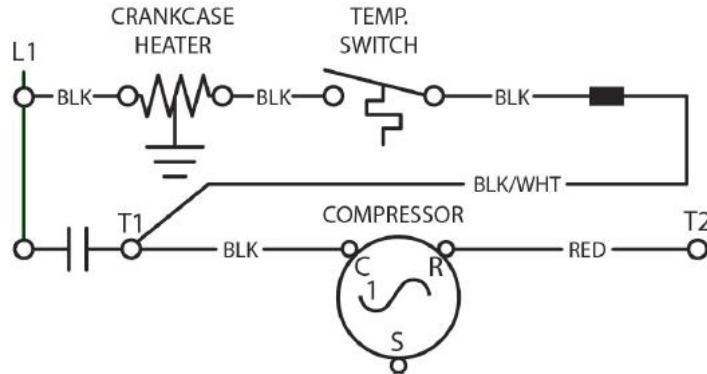 CRANKCASE
HEATER
TEMP.
SWITCH
L1
BLK
BLK
BLK
BLK/WHT
T1
COMPRESSOR
T2
BLK
C
R
RED
1
S